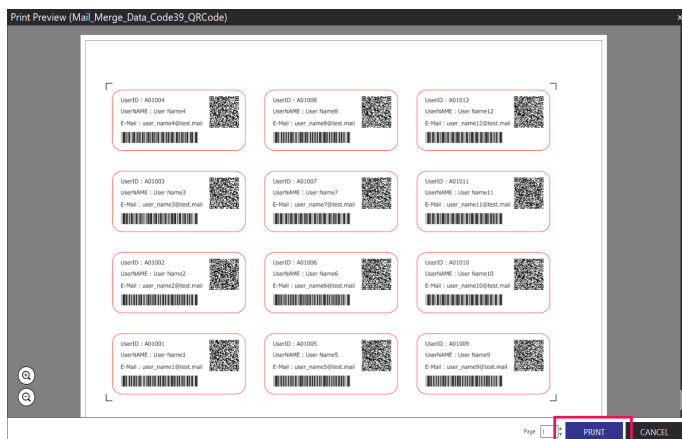 Print Preview (Mail_Merge_Data_Code39_QRCode)
x
UserID : A01004
UserNAME : User Name4
E-Mail : user_name4@test.mail
UserID : A01008
UserNAME : User Name8
E-Mail : user_name8@test.mail
UserID : A01012
UserNAME : User Name12
E-Mail : user_name12@test.mail
UserID : A01003
UserNAME : User Name3
E-Mail : user_name3@test.mail
UserID : A01007
UserNAME : User Name7
E-Mail : user_name7@test.mail
UserID : A01011
UserNAME : User Name11
E-Mail : user_name11@test.mail
UserID : A01002
UserNAME : User Name2
E-Mail : user_name2@test.mail
UserID : A01006
UserNAME : User Name6
E-Mail : user_name6@test.mail
UserID : A01010
UserNAME : User Name10
E-Mail : user_name10@test.mail
UserID : A01001
UserNAME : User Name1
E-Mail : user_name1@test.mail
UserID : A01005
UserNAME : User Name5
E-Mail : user_name5@test.mail
UserID : A01009
UserNAME : User Name9
E-Mail : user_name9@test.mail
Page 1 PRINT CANCEL